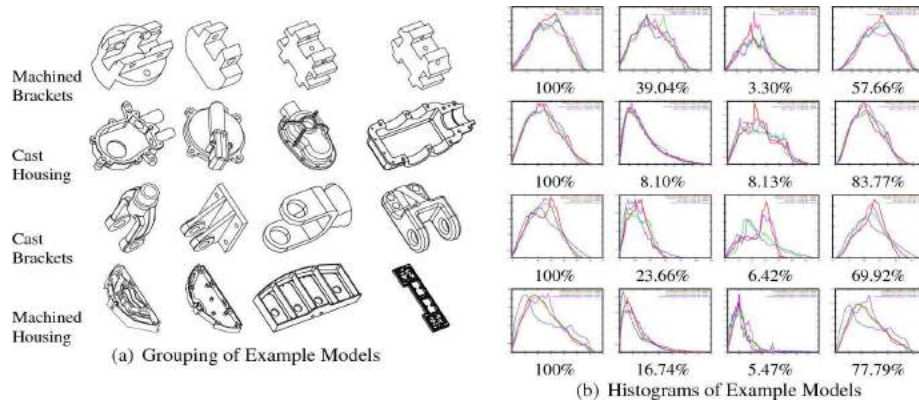 Machined
Brackets
Cast
Housing
Cast
Brackets
Machined
Housing
(a) Grouping of Example Models
100% 39.04% 3.30% 57.66%
100% 8.10% 8.13% 83.77%
100% 23.66% 6.42% 69.92%
100% 16.74% 5.47% 77.79%
(b) Histograms of Example Models